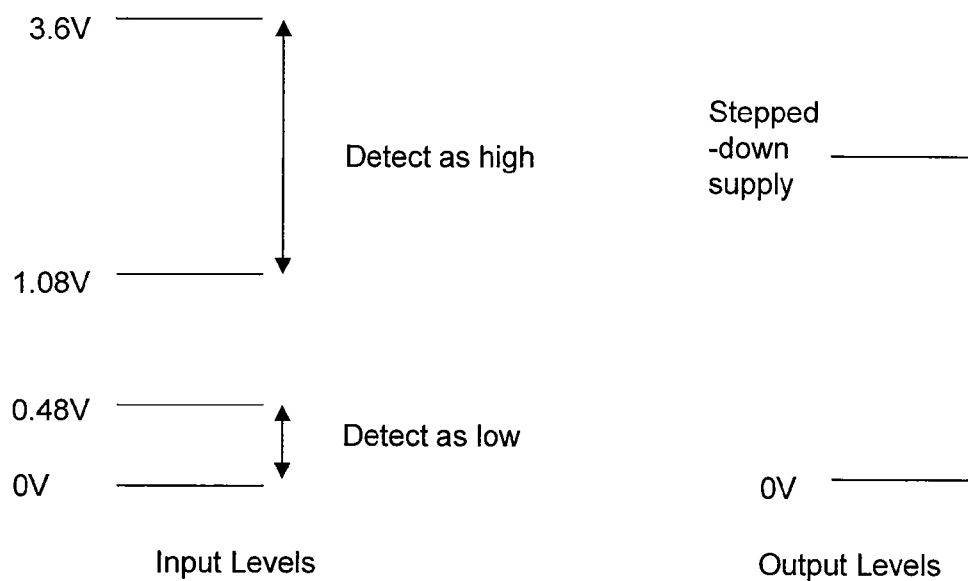 3.6V
Detect as high
1.08V
0.48V
Detect as low
0V
Input Levels
Stepped
-down
supply
0V
Output Levels